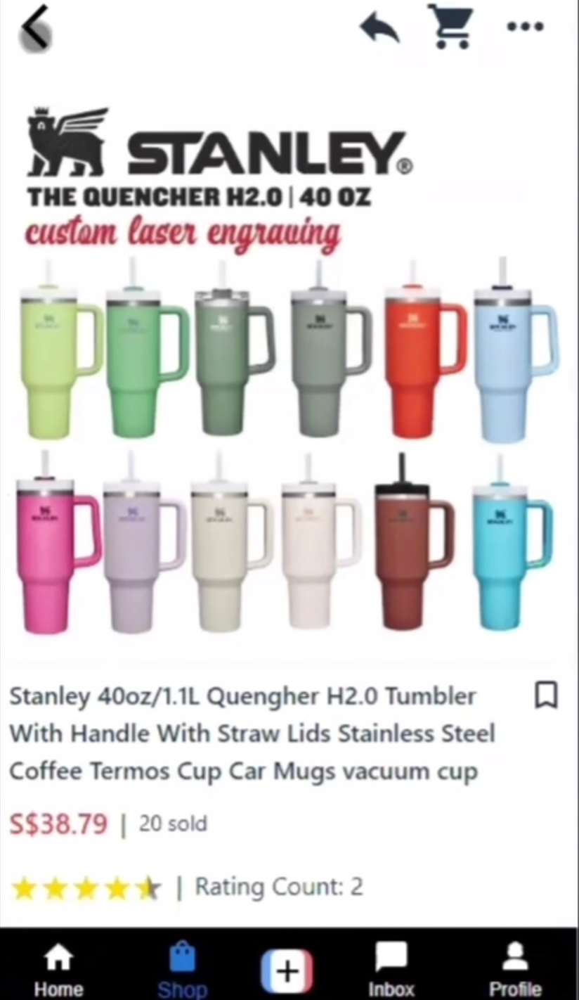 STANLEY®
THE QUENCHER H2.0 | 40 OZ
custom laser engraving
Stanley 40oz/1.1L Quengher H2.0 Tumbler
With Handle With Straw Lids Stainless Steel
Coffee Termos Cup Car Mugs vacuum cup
S$38.79 | 20 sold
| Rating Count: 2
Home Shop Inbox Profile